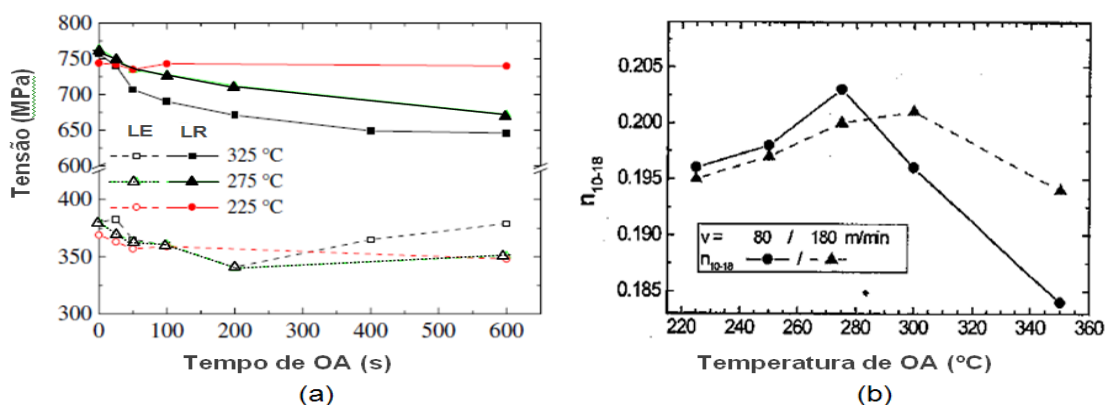 800
750
700
650
600
400
350
300
Tensão (MPa)
LE LR
325 °C
275 °C
225 °C
0 100 200 300 400 500 600
Tempo de OA (s)
(a)
0.205
0.200
0.195
0.190
0.185
n10-18
v = 80 / 180 m/min
n10-18 /
220 240 260 280 300 320 340 360
Temperatura de OA (°C)
(b)